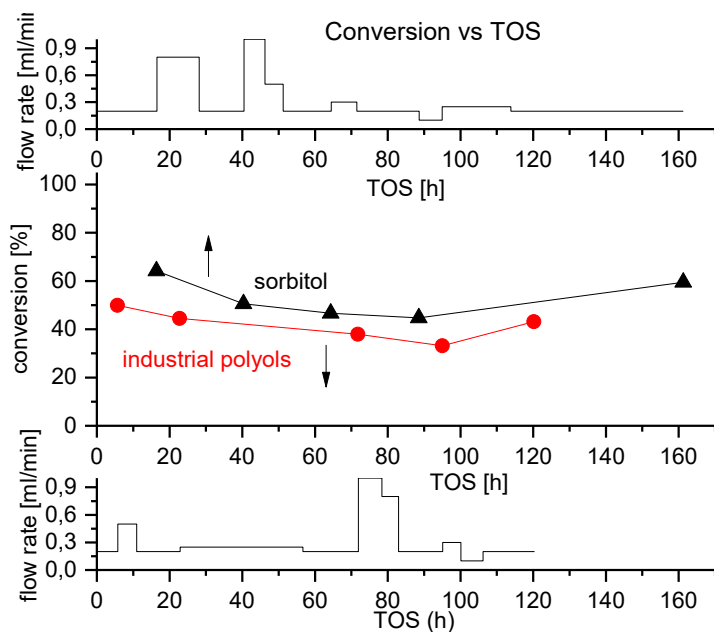 Conversion vs TOS
flow rate [ml/min
0,9
0,6
0,3
0,0
0 20 40 60 80 100 120 140 160
TOS [h]
conversion [%]
100
80
60
40
20
0
sorbitol
industrial polyols
0 20 40 60 80 100 120 140 160
TOS [h]
flow rate [ml/min]
0,9
0,6
0,3
0,0
0 20 40 60 80 100 120 140 160
TOS (h)